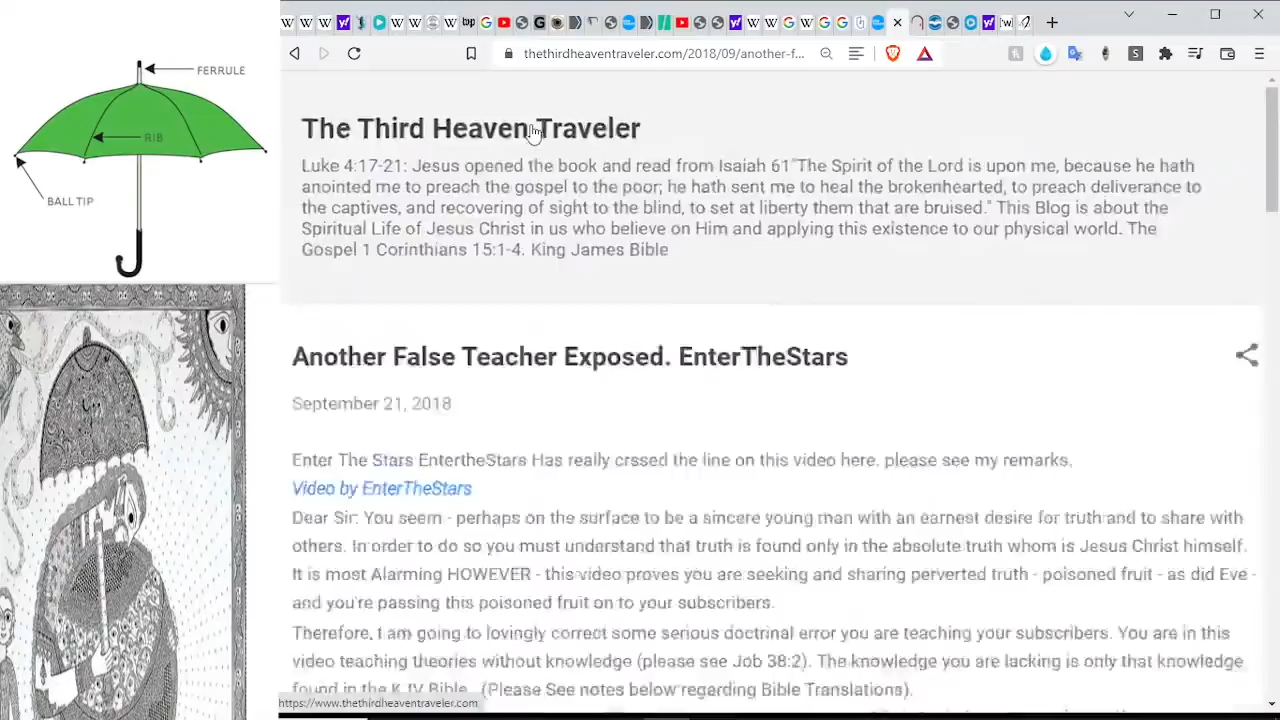 FERRULE
RIB
BALL TIP
thethirdheaventraveler.com/2018/09/another-f...
The Third Heaven Traveler
Luke 4:17-21: Jesus opened the book and read from Isaiah 61"The Spirit of the Lord is upon me, because he hath
anointed me to preach the gospel to the poor; he hath sent me to heal the brokenhearted, to preach deliverance to
the captives, and recovering of sight to the blind, to set at liberty them that are bruised." This Blog is about the
Spiritual Life of Jesus Christ in us who believe on Him and applying this existence to our physical world. The
Gospel 1 Corinthians 15:1-4. King James Bible
Another False Teacher Exposed. EnterTheStars
September 21, 2018
Enter The Stars EntertheStars Has really crssed the line on this video here, please see my remarks,
Video by EnterTheStars
Dear Sir: You seem - perhaps on the surface to be a sincere young man with an earnest desire for truth and to share with
others. In order to do so you must understand that truth is found only in the absolute truth whom is Jesus Christ himself.
It is most Alarming HOWEVER - this video proves you are seeking and sharing perverted truth - poisoned fruit - as did Eve -
and you're passing this poisoned fruit on to your subscribers.
Therefore, I am going to lovingly correct some serious doctrinal error you are teaching your subscribers. You are in this
video teaching theories without knowledge (please see Job 38:2). The knowledge you are lacking is only that knowledge
found in the KJV Bible. (Please See notes below regarding Bible Translations).
https://www.thethirdheaventraveler.com